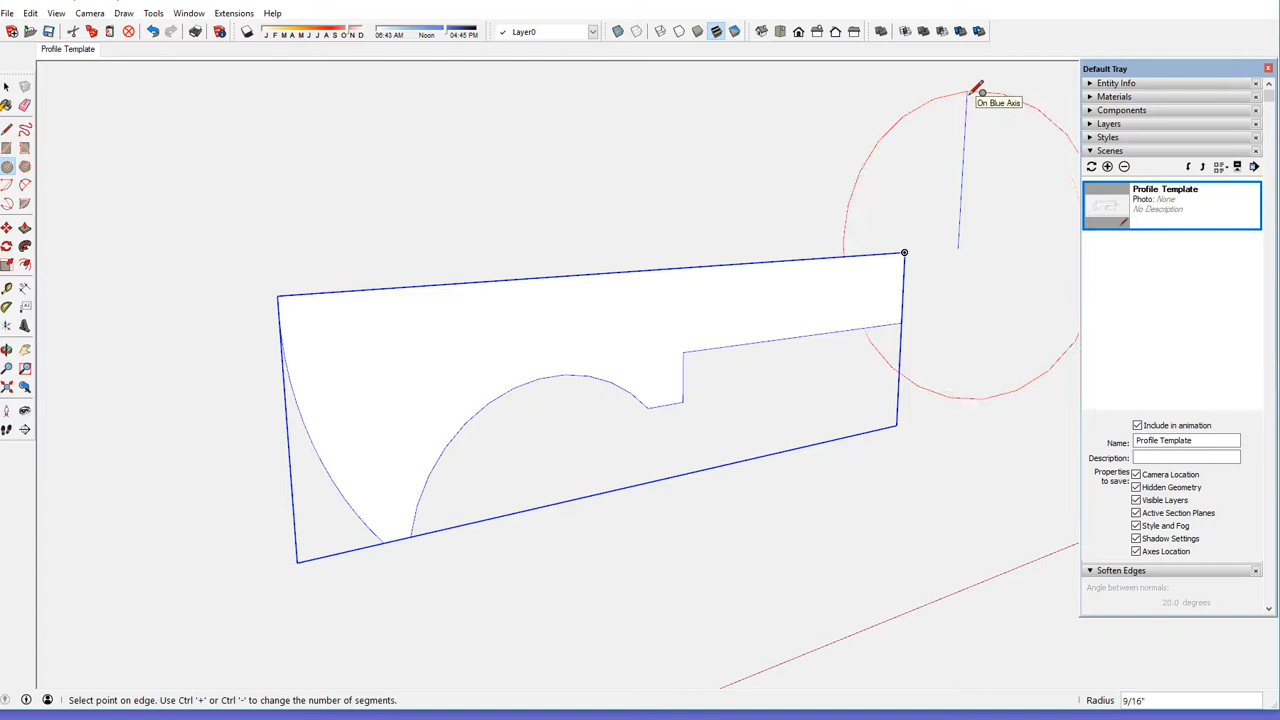 File Edit View Camera Draw Tools Window Extensions Help
J F M A M J J A S O N D
06:43 AM Noon 04:45 PM
✓ Layer0
Profile Template
Default Tray
Entity Info
Materials
Components
Layers
Styles
Scenes
Profile Template
Photo: None
No Description
On Blue Axis
Include in animation
Name: Profile Template
Description:
Properties to save:
Camera Location
Hidden Geometry
Visible Layers
Active Section Planes
Style and Fog
Shadow Settings
Axes Location
Soften Edges
Angle between normals:
20.0 degrees
Select point on edge. Use Ctrl '+' or Ctrl '-' to change the number of segments.
Radius 9/16"